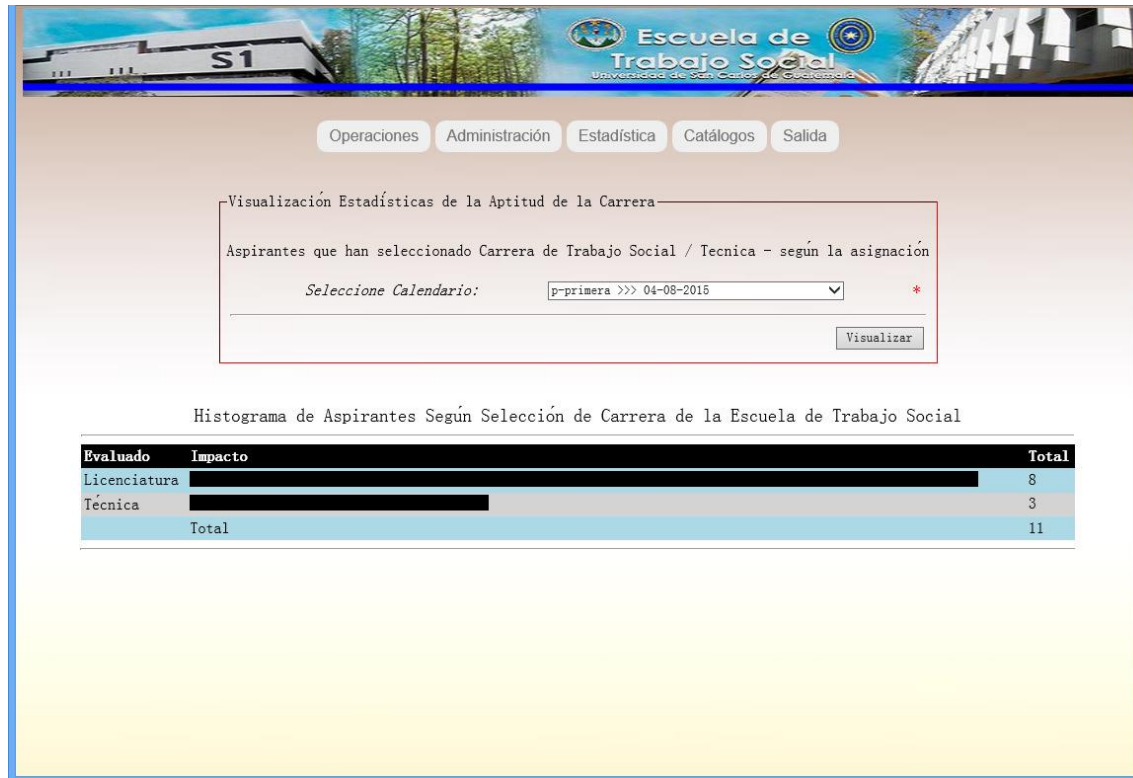 S1
Escuela de
Trabajo Social
Universidad de San Carlos de Guatemala
Operaciones Administración Estadística Catálogos Salida
Visualización Estadísticas de la Aptitud de la Carrera
Aspirantes que han seleccionado Carrera de Trabajo Social / Tecnica - según la asignación
Seleccione Calendario: p-primera >>> 04-08-2015 *
Visualizar
Histograma de Aspirantes Según Selección de Carrera de la Escuela de Trabajo Social
Evaluado Impacto Total
Licenciatura 8
Técnica 3
Total 11